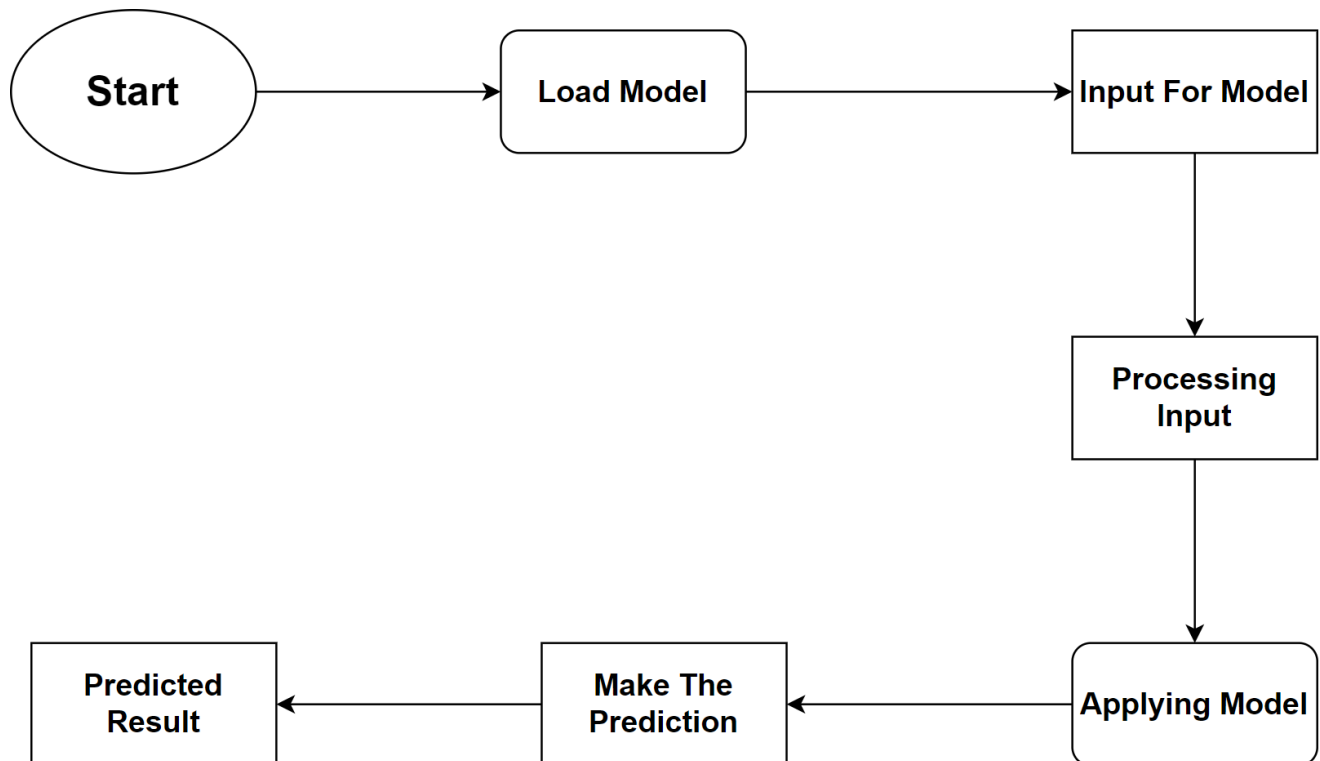 Start
Load Model
Input For Model
Processing
Input
Applying Model
Make The
Prediction
Predicted
Result